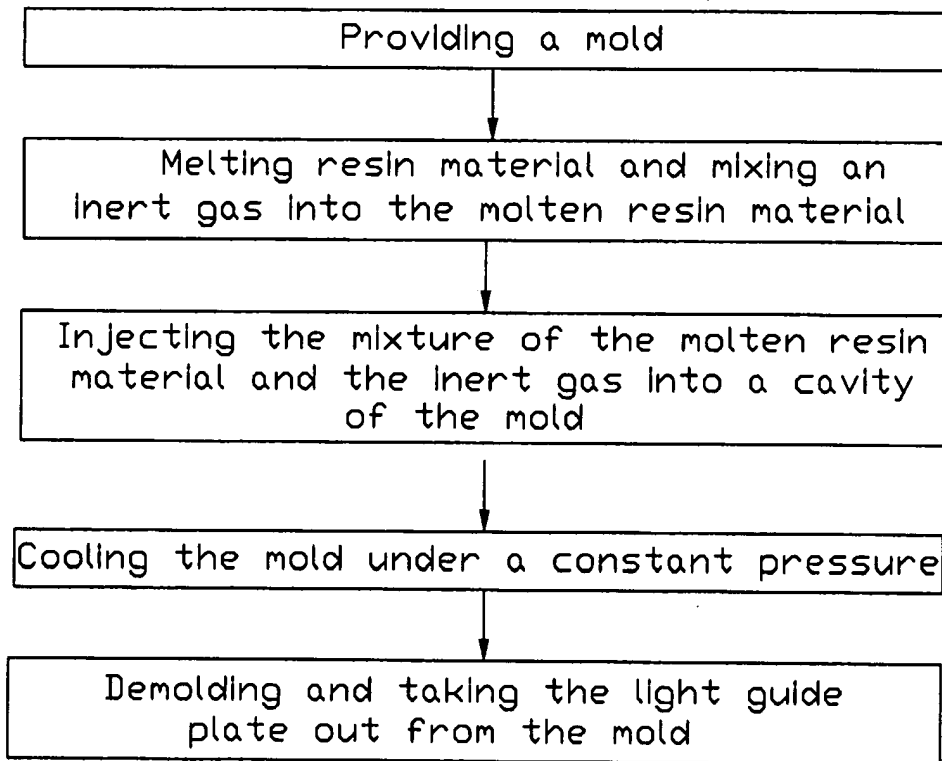 Providing a mold
Melting resin material and mixing an
inert gas into the molten resin material
Injecting the mixture of the molten resin
material and the inert gas into a cavity
of the mold
Cooling the mold under a constant pressure
Demolding and taking the light guide
plate out from the mold